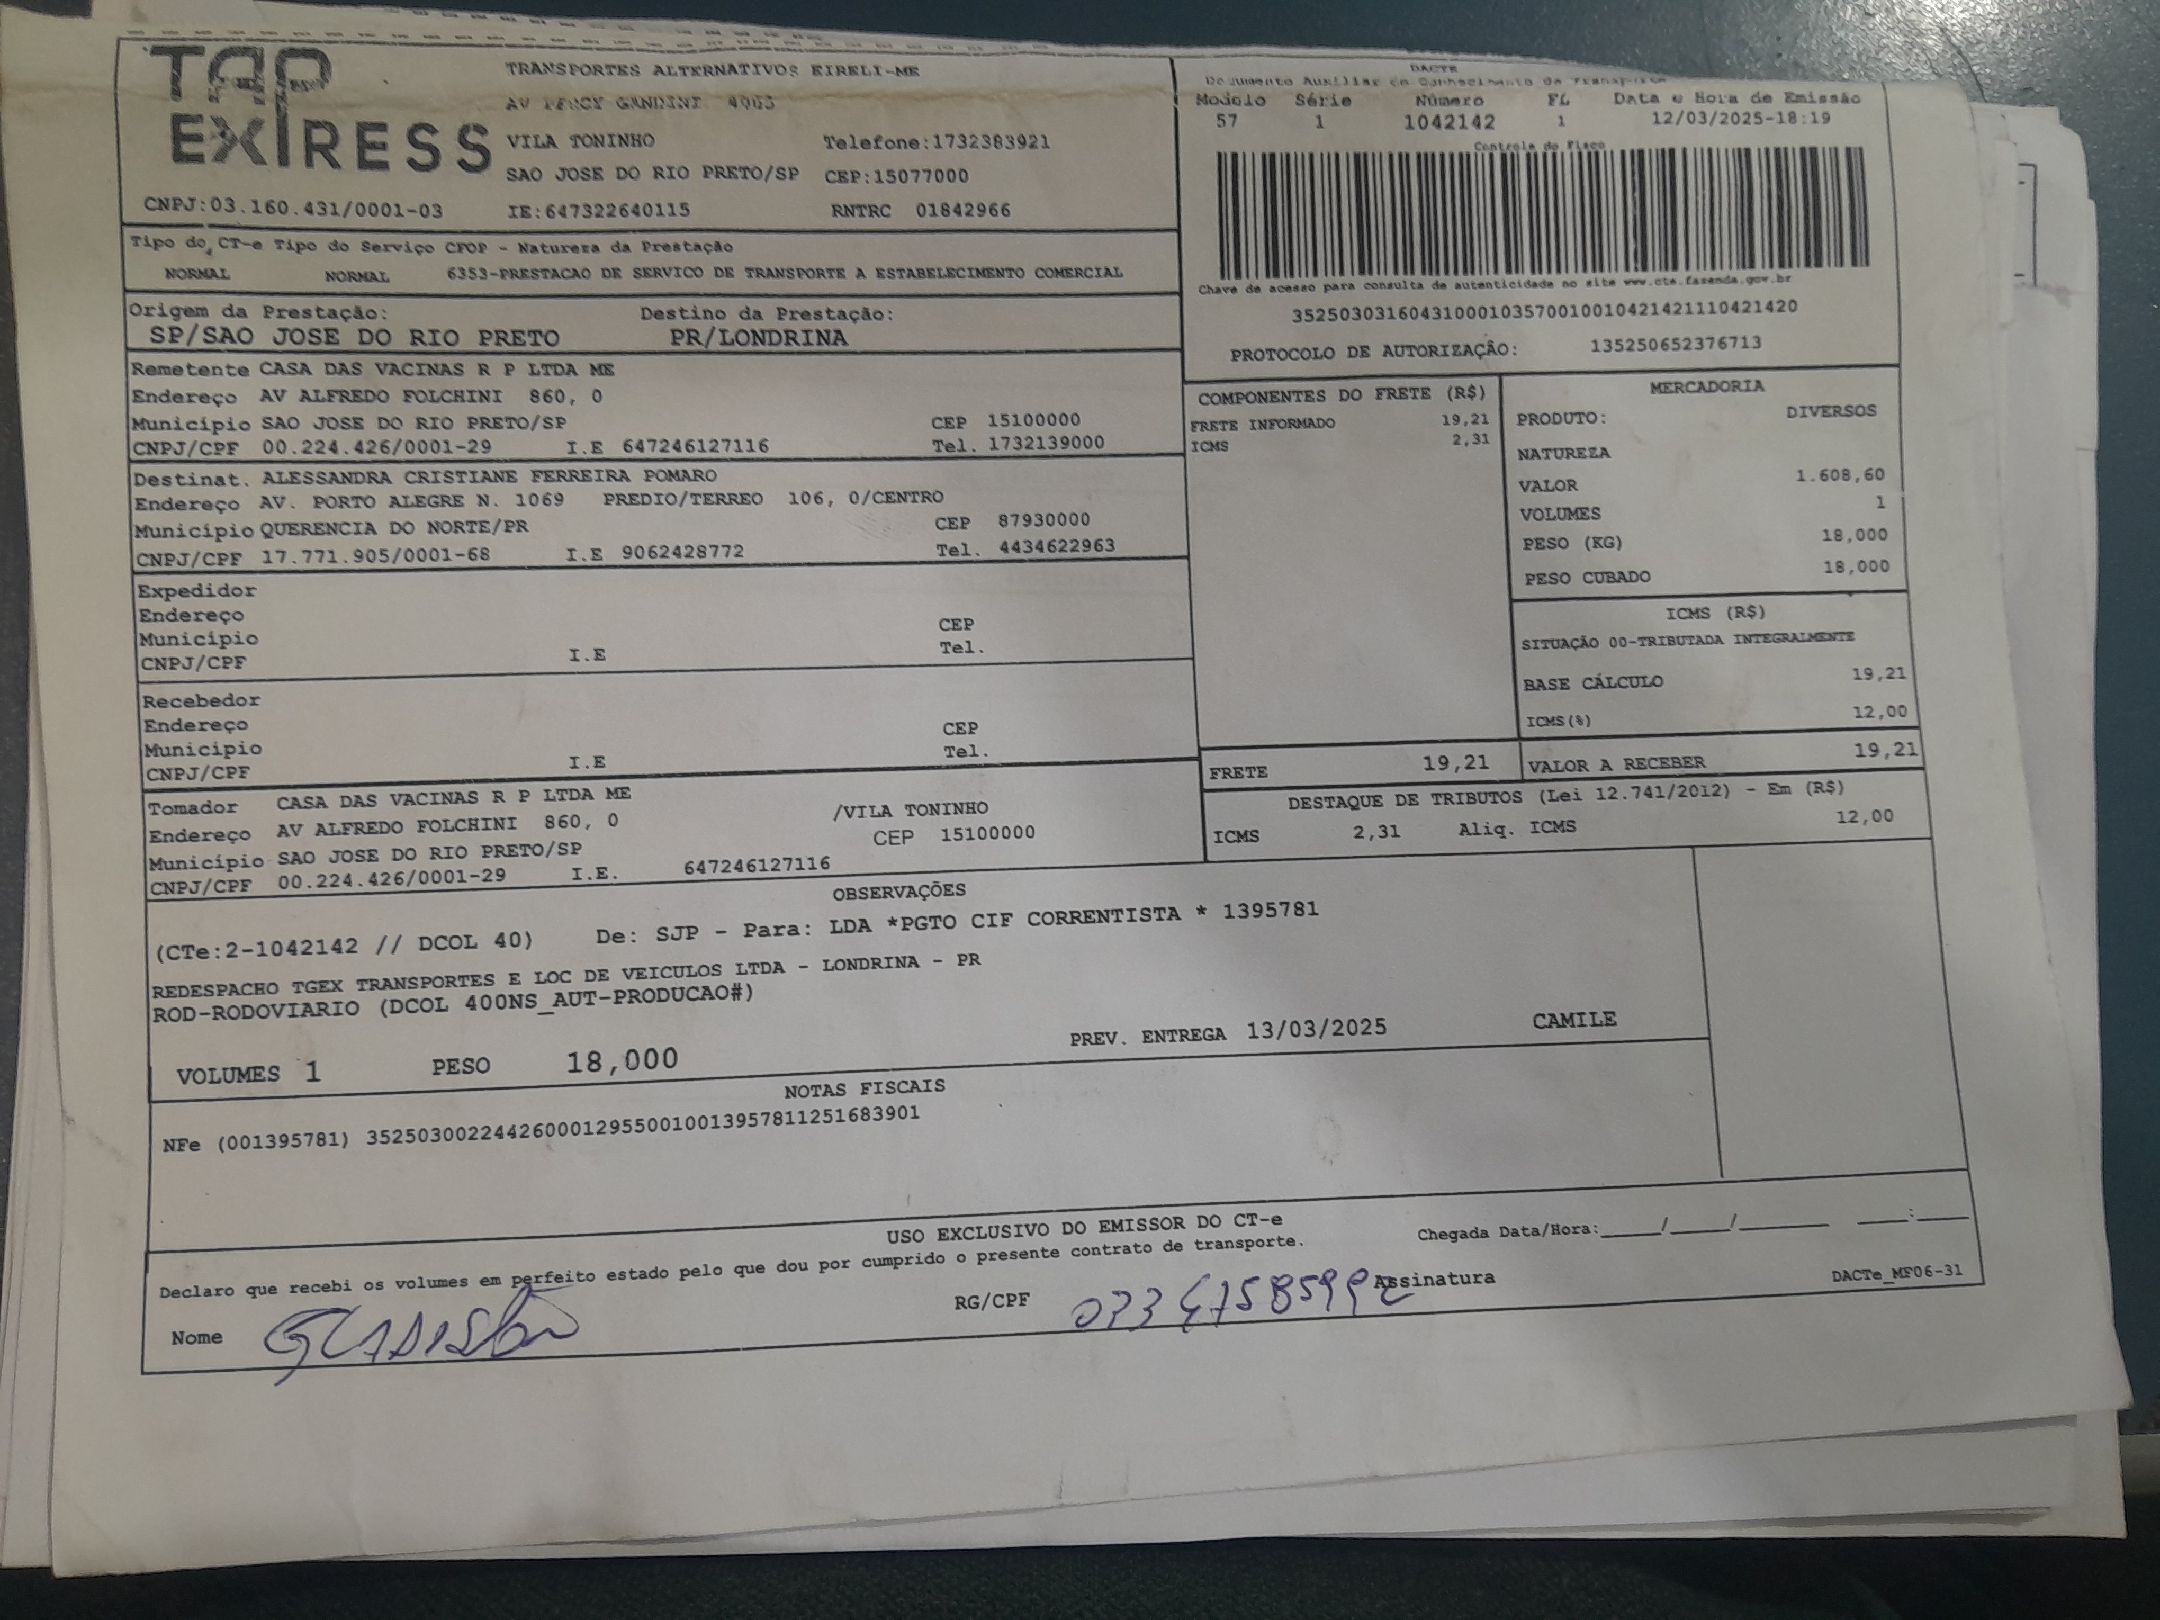 TAP
EXPRESS
TRANSPORTES ALTERNATIVOS EIRELI-ME
AV PERCY GANDINI
VILA TONINHO Telefone:1732383921
SAO JOSE DO RIO PRETO/SP CEP:15077000
CNPJ:03.160.431/0001-03 IE:647322640115 RNTRC 01842966
DACTE
Documento Auxiliar do Conhecimento de Transporte
Modelo Série Número FL Data e Hora de Emissão
57 1 1042142 1 12/03/2025-18:19
Controle do Fisco
Chave de acesso para consulta de autenticidade no site www.cte.fazenda.gov.br
35250303160431000103570010010421421110421420
PROTOCOLO DE AUTORIZAÇÃO: 135250652376713
Tipo do CT-e Tipo do Serviço CFOP - Natureza da Prestação
NORMAL NORMAL 6353-PRESTACAO DE SERVICO DE TRANSPORTE A ESTABELECIMENTO COMERCIAL
Origem da Prestação: Destino da Prestação:
SP/SAO JOSE DO RIO PRETO PR/LONDRINA
Remetente CASA DAS VACINAS R P LTDA ME
Endereço AV ALFREDO FOLCHINI 860, 0
Município SAO JOSE DO RIO PRETO/SP CEP 15100000
CNPJ/CPF 00.224.426/0001-29 I.E 647246127116 Tel. 1732139000
Destinat. ALESSANDRA CRISTIANE FERREIRA POMARO
Endereço AV. PORTO ALEGRE N. 1069 PREDIO/TERREO 106, 0/CENTRO
Município QUERENCIA DO NORTE/PR CEP 87930000
CNPJ/CPF 17.771.905/0001-68 I.E 9062428772 Tel. 4434622963
Expedidor
Endereço
Município CEP
CNPJ/CPF I.E Tel.
Recebedor
Endereço
Município CEP
CNPJ/CPF I.E Tel.
Tomador CASA DAS VACINAS R P LTDA ME
Endereço AV ALFREDO FOLCHINI 860, 0 /VILA TONINHO
Município SAO JOSE DO RIO PRETO/SP CEP 15100000
CNPJ/CPF 00.224.426/0001-29 I.E. 647246127116
COMPONENTES DO FRETE (R$)
FRETE INFORMADO 19,21
ICMS 2,31
MERCADORIA
PRODUTO: DIVERSOS
NATUREZA
VALOR 1.608,60
VOLUMES 1
PESO (KG) 18,000
PESO CUBADO 18,000
ICMS (R$)
SITUAÇÃO 00-TRIBUTADA INTEGRALMENTE
BASE CÁLCULO 19,21
ICMS(%) 12,00
FRETE 19,21 VALOR A RECEBER 19,21
DESTAQUE DE TRIBUTOS (Lei 12.741/2012) - Em (R$)
ICMS 2,31 Aliq. ICMS 12,00
OBSERVAÇÕES
(CTe:2-1042142 // DCOL 40) De: SJP - Para: LDA *PGTO CIF CORRENTISTA * 1395781
REDESPACHO TGEX TRANSPORTES E LOC DE VEICULOS LTDA - LONDRINA - PR
ROD-RODOVIARIO (DCOL 400NS_AUT-PRODUCAO#)
PREV. ENTREGA 13/03/2025 CAMILE
VOLUMES 1 PESO 18,000
NOTAS FISCAIS
NFe (001395781) 35250300224426000129550010013957811251683901
USO EXCLUSIVO DO EMISSOR DO CT-e
Declaro que recebi os volumes em perfeito estado pelo que dou por cumprido o presente contrato de transporte.
Chegada Data/Hora:____/____/______ ____:____
Nome RG/CPF Assinatura
DACTe_MF06-31